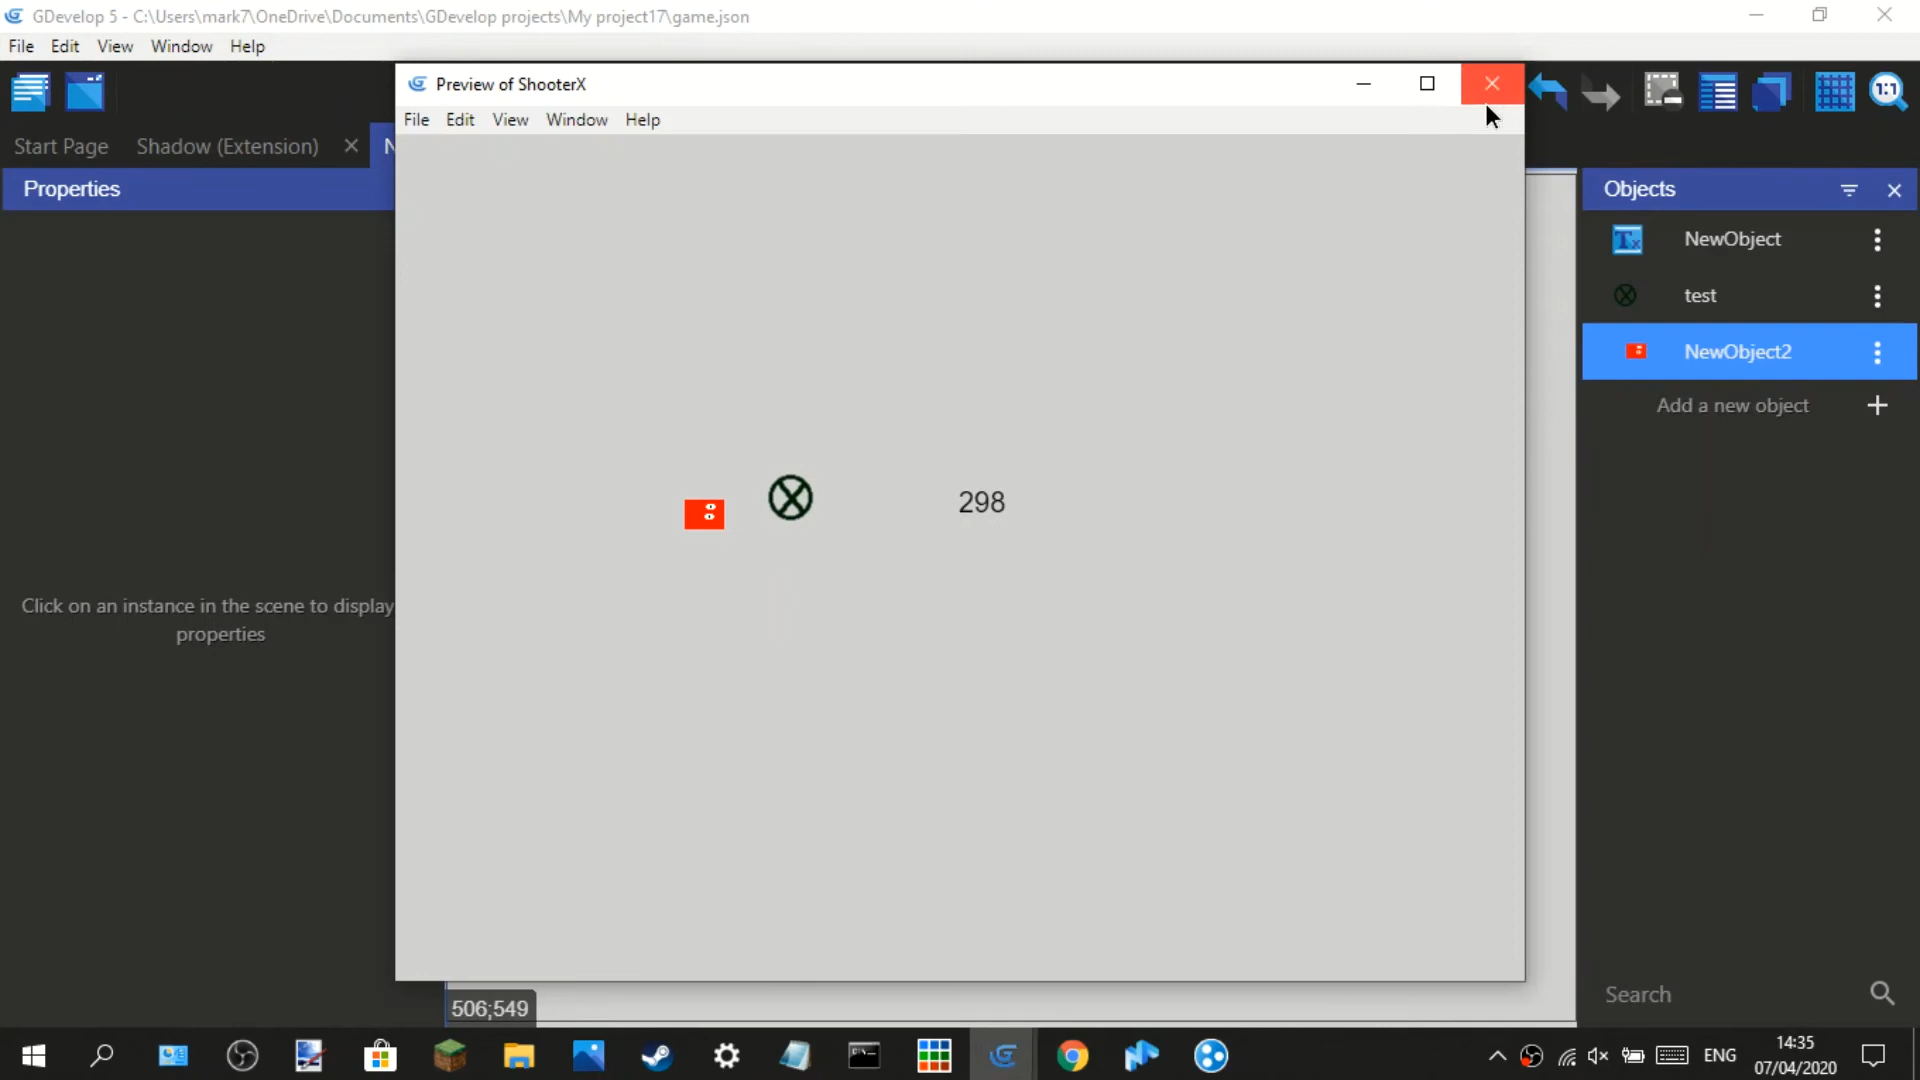 GDevelop 5 - C:\Users\mark7\OneDrive\Documents\GDevelop projects\My project17\game.json
File Edit View Window Help
Preview of ShooterX
File Edit View Window Help
1:1
Start Page Shadow (Extension) N
Properties
Objects
Tx NewObject
test
NewObject2
Add a new object
298
Click on an instance in the scene to display
properties
506;549
Search
ENG
14:35
07/04/2020